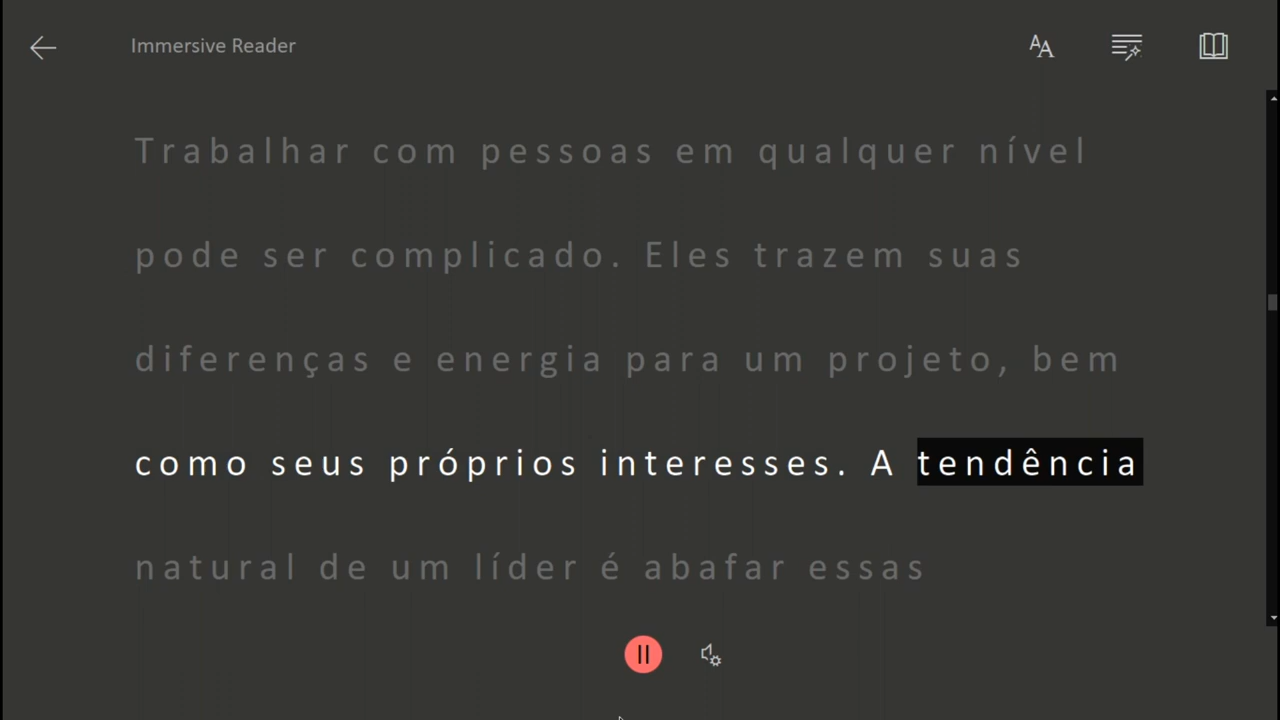 Immersive Reader
Trabalhar com pessoas em qualquer nível
pode ser complicado. Eles trazem suas
diferenças e energia para um projeto, bem
como seus próprios interesses. A tendência
natural de um líder é abafar essas